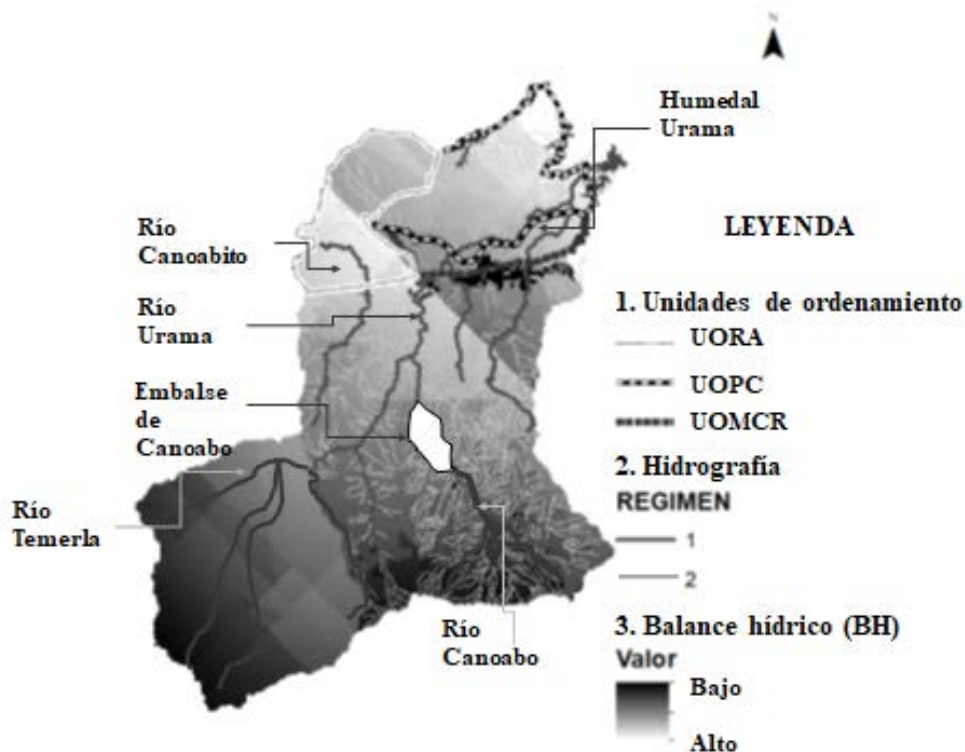 N
Humedal
Urama
Río
Canoabito
Río
Urama
Embalse
de
Canoabo
Río
Temerla
Río
Canoabo
LEYENDA
1. Unidades de ordenamiento
UORA
UOPC
UOMCR
2. Hidrografía
REGIMEN
1
2
3. Balance hídrico (BH)
Valor
Bajo
Alto